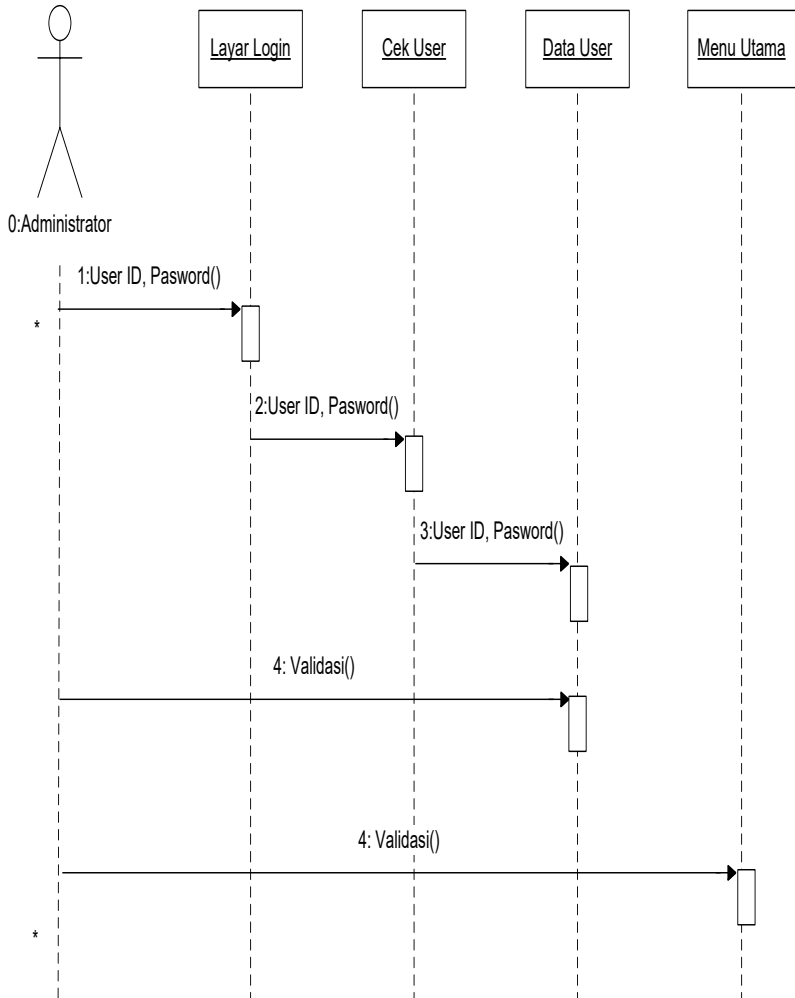 Layar Login
Cek User
Data User
Menu Utama
0:Administrator
1:User ID, Pasword()
*
2:User ID, Pasword()
3:User ID, Pasword()
4: Validasi()
4: Validasi()
*